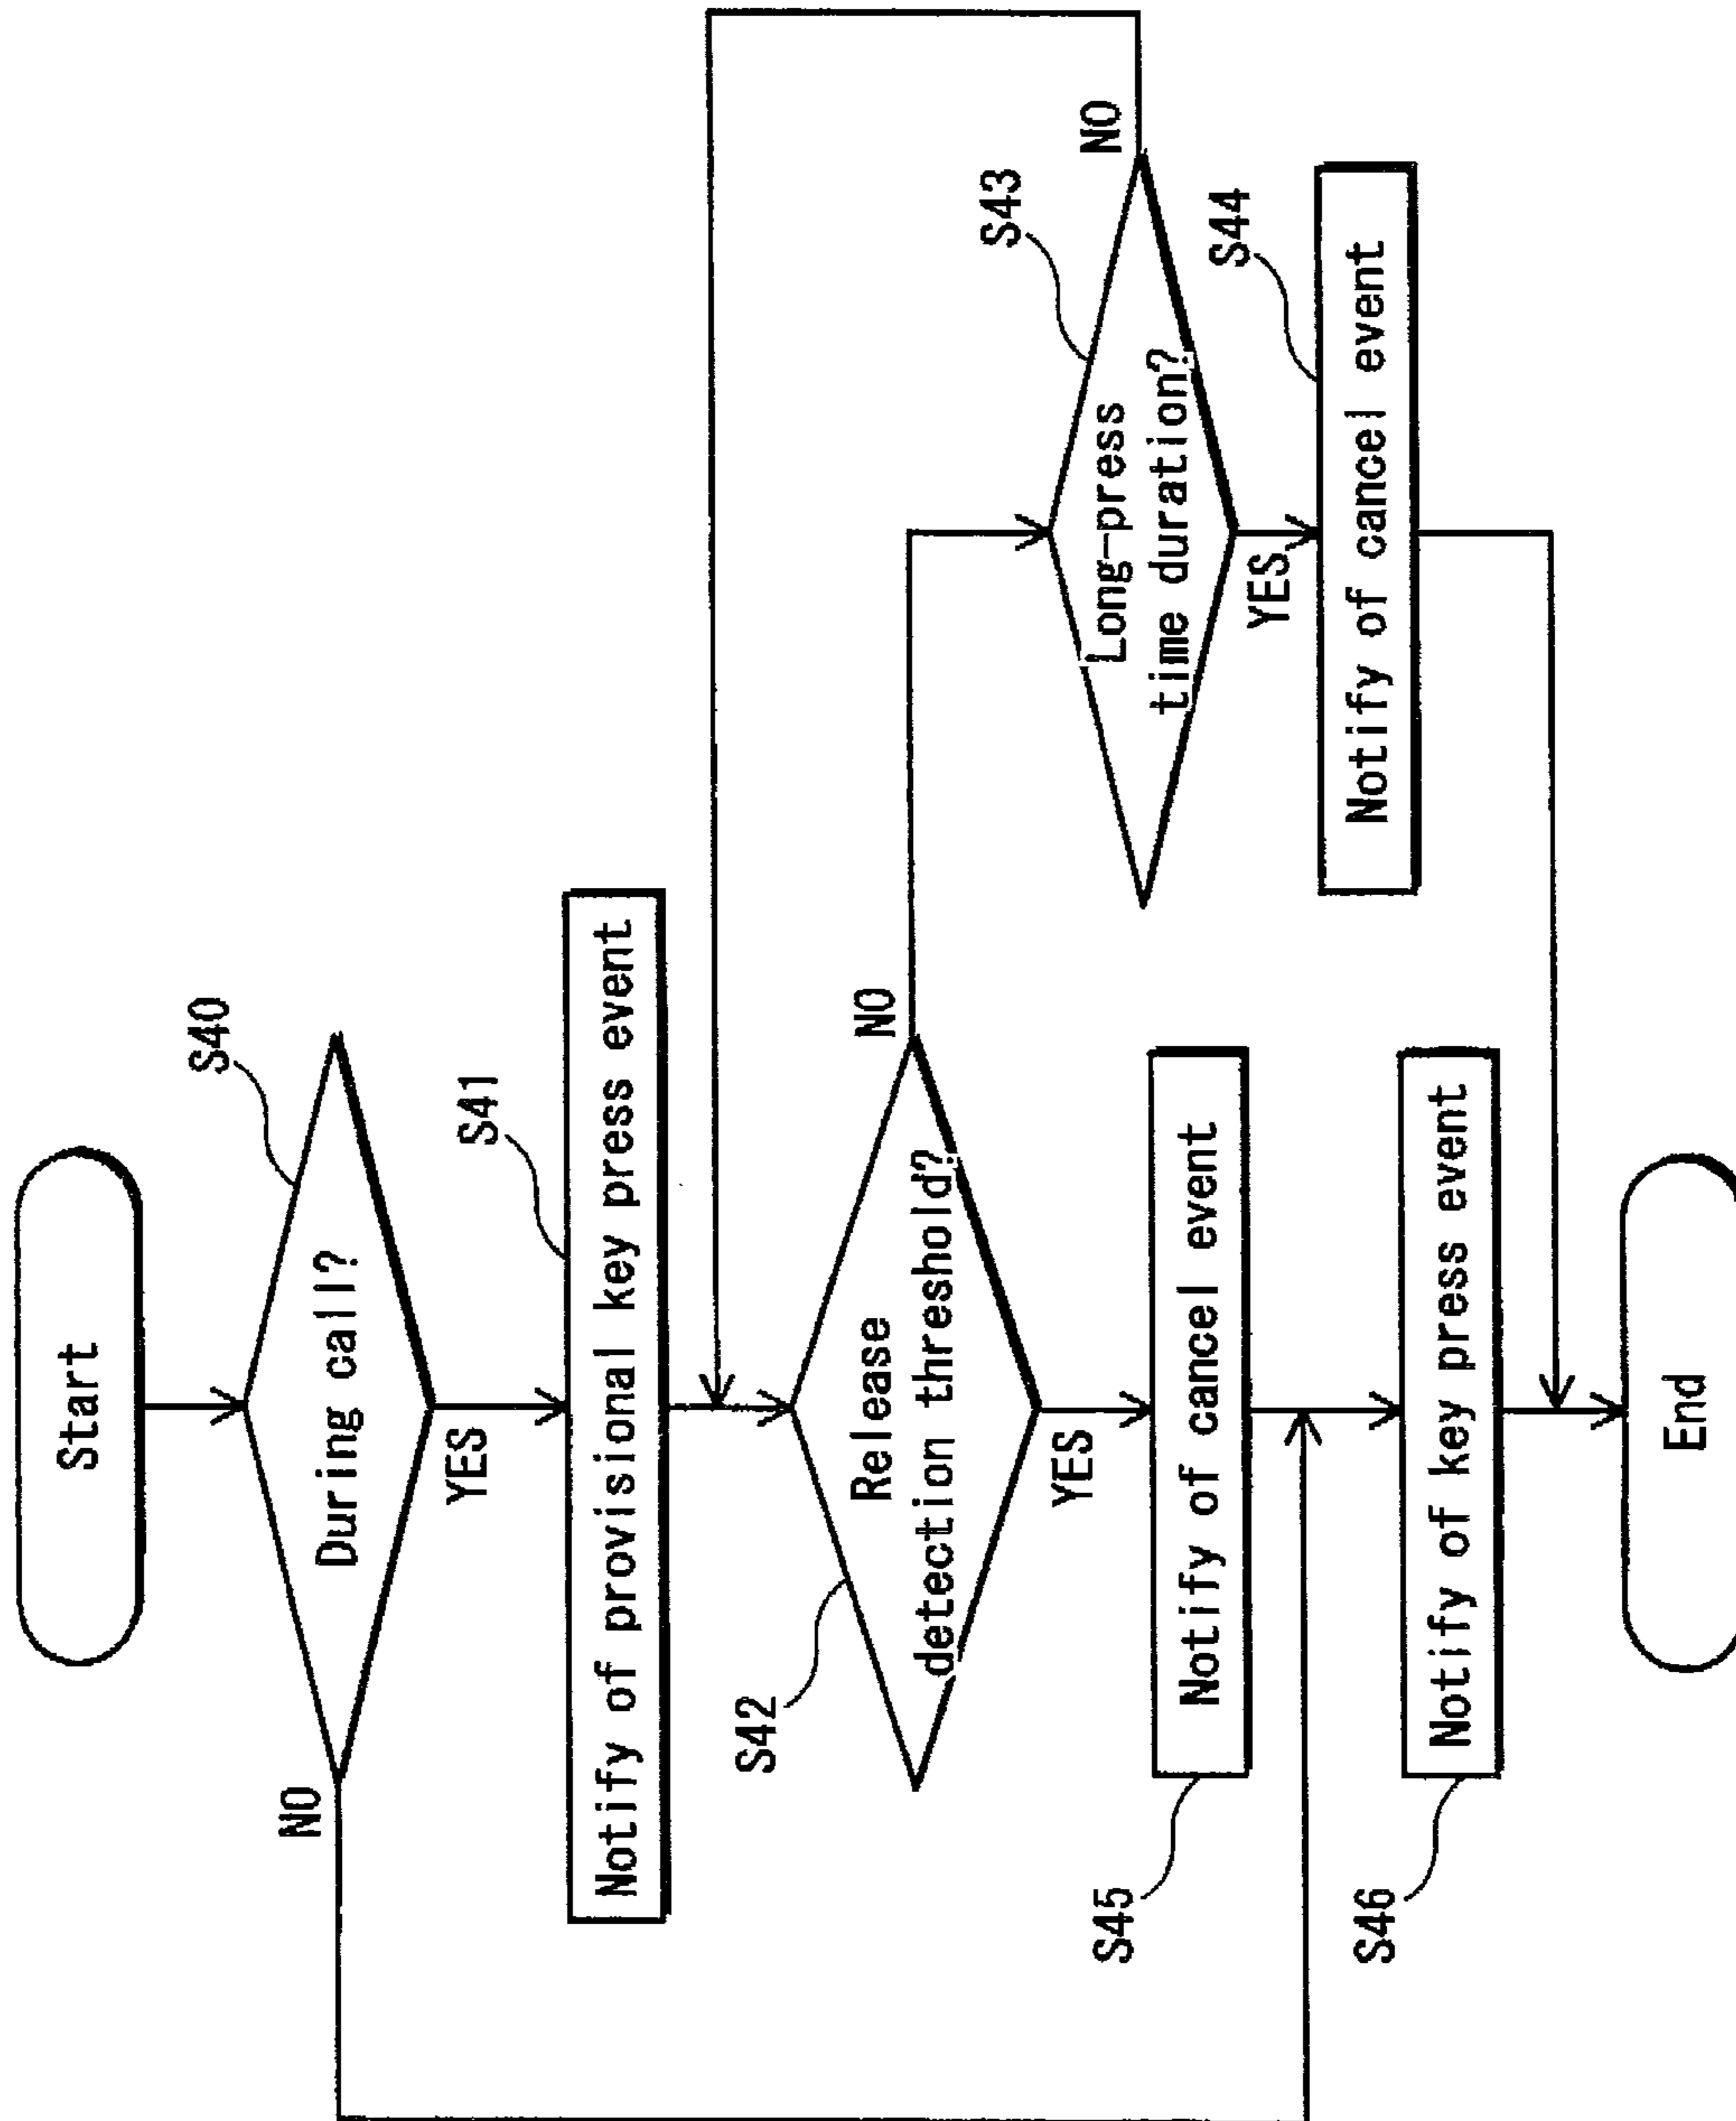 Start
S40
During call?
NO
YES
S41
Notify of provisional key press event
S42
Release
detection threshold?
NO
YES
S43
Long-press
time duration?
NO
YES
S44
Notify of cancel event
S45
Notify of cancel event
S46
Notify of key press event
End